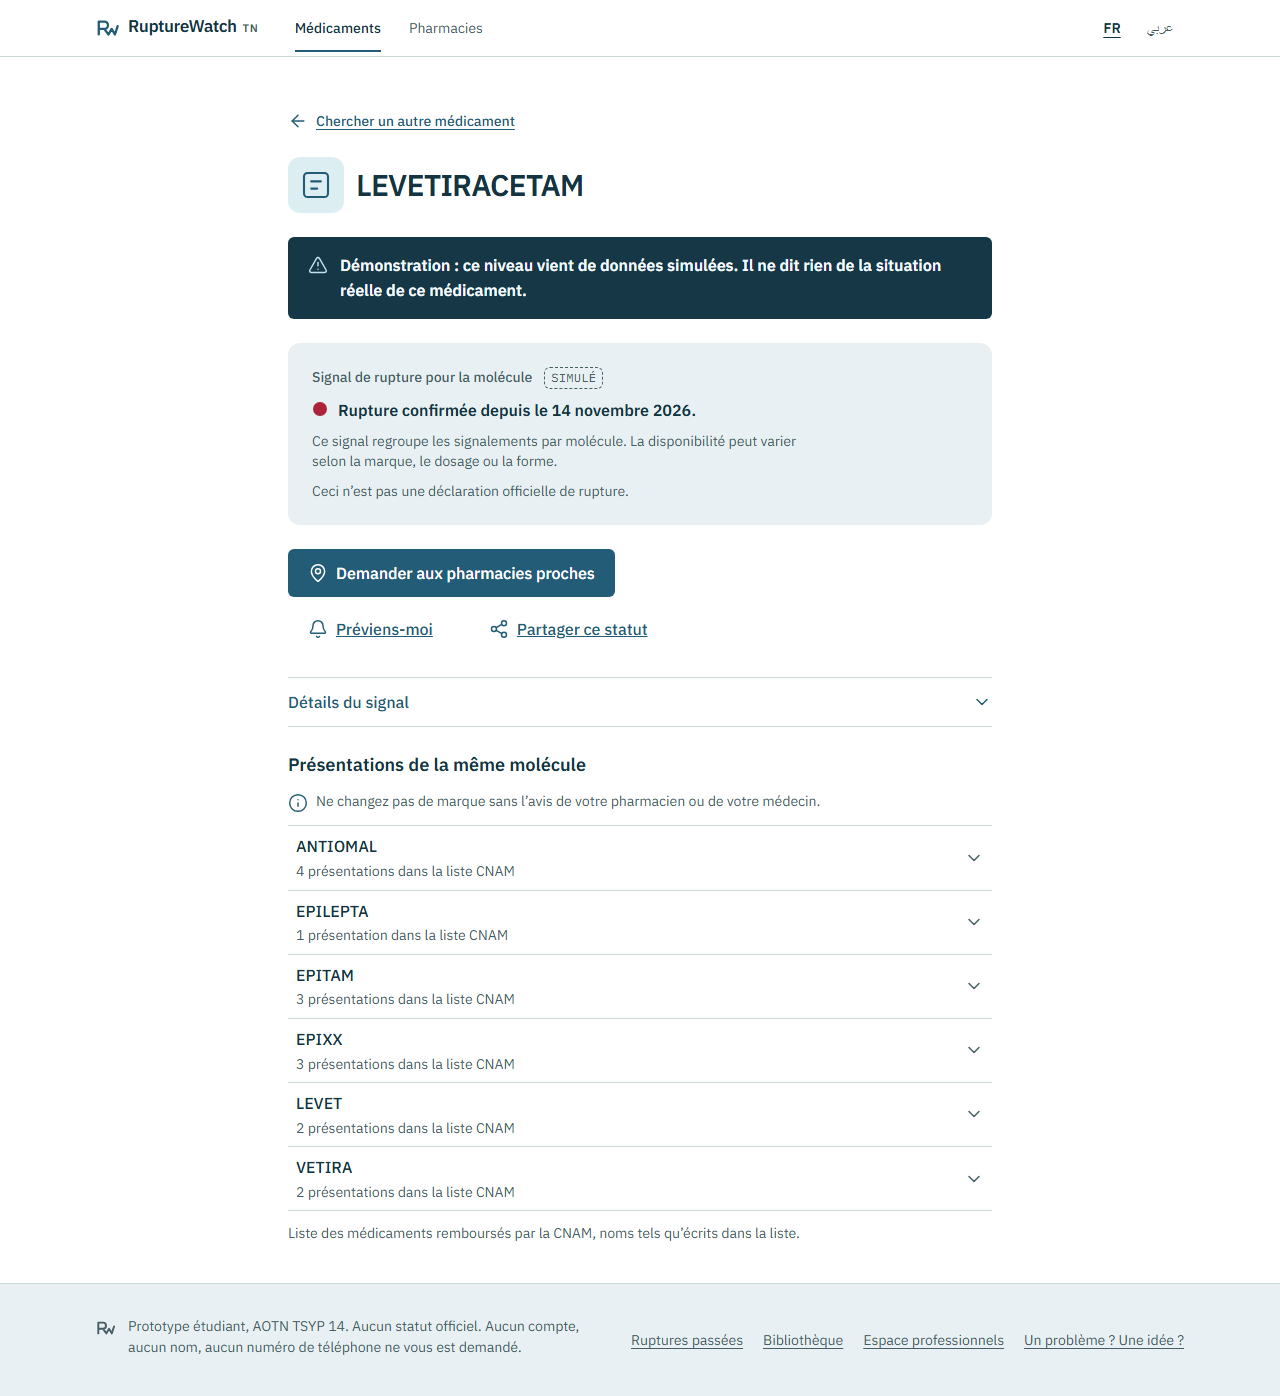 RuptureWatch TN
Médicaments
Pharmacies
FR
عربي
Chercher un autre médicament
LEVETIRACETAM
Démonstration : ce niveau vient de données simulées. Il ne dit rien de la situation
réelle de ce médicament.
Signal de rupture pour la molécule
SIMULÉ
Rupture confirmée depuis le 14 novembre 2026.
Ce signal regroupe les signalements par molécule. La disponibilité peut varier
selon la marque, le dosage ou la forme.
Ceci n’est pas une déclaration officielle de rupture.
Demander aux pharmacies proches
Préviens-moi
Partager ce statut
Détails du signal
Présentations de la même molécule
Ne changez pas de marque sans l’avis de votre pharmacien ou de votre médecin.
ANTIOMAL
4 présentations dans la liste CNAM
EPILEPTA
1 présentation dans la liste CNAM
EPITAM
3 présentations dans la liste CNAM
EPIXX
3 présentations dans la liste CNAM
LEVET
2 présentations dans la liste CNAM
VETIRA
2 présentations dans la liste CNAM
Liste des médicaments remboursés par la CNAM, noms tels qu’écrits dans la liste.
Prototype étudiant, AOTN TSYP 14. Aucun statut officiel. Aucun compte,
aucun nom, aucun numéro de téléphone ne vous est demandé.
Ruptures passées
Bibliothèque
Espace professionnels
Un problème ? Une idée ?